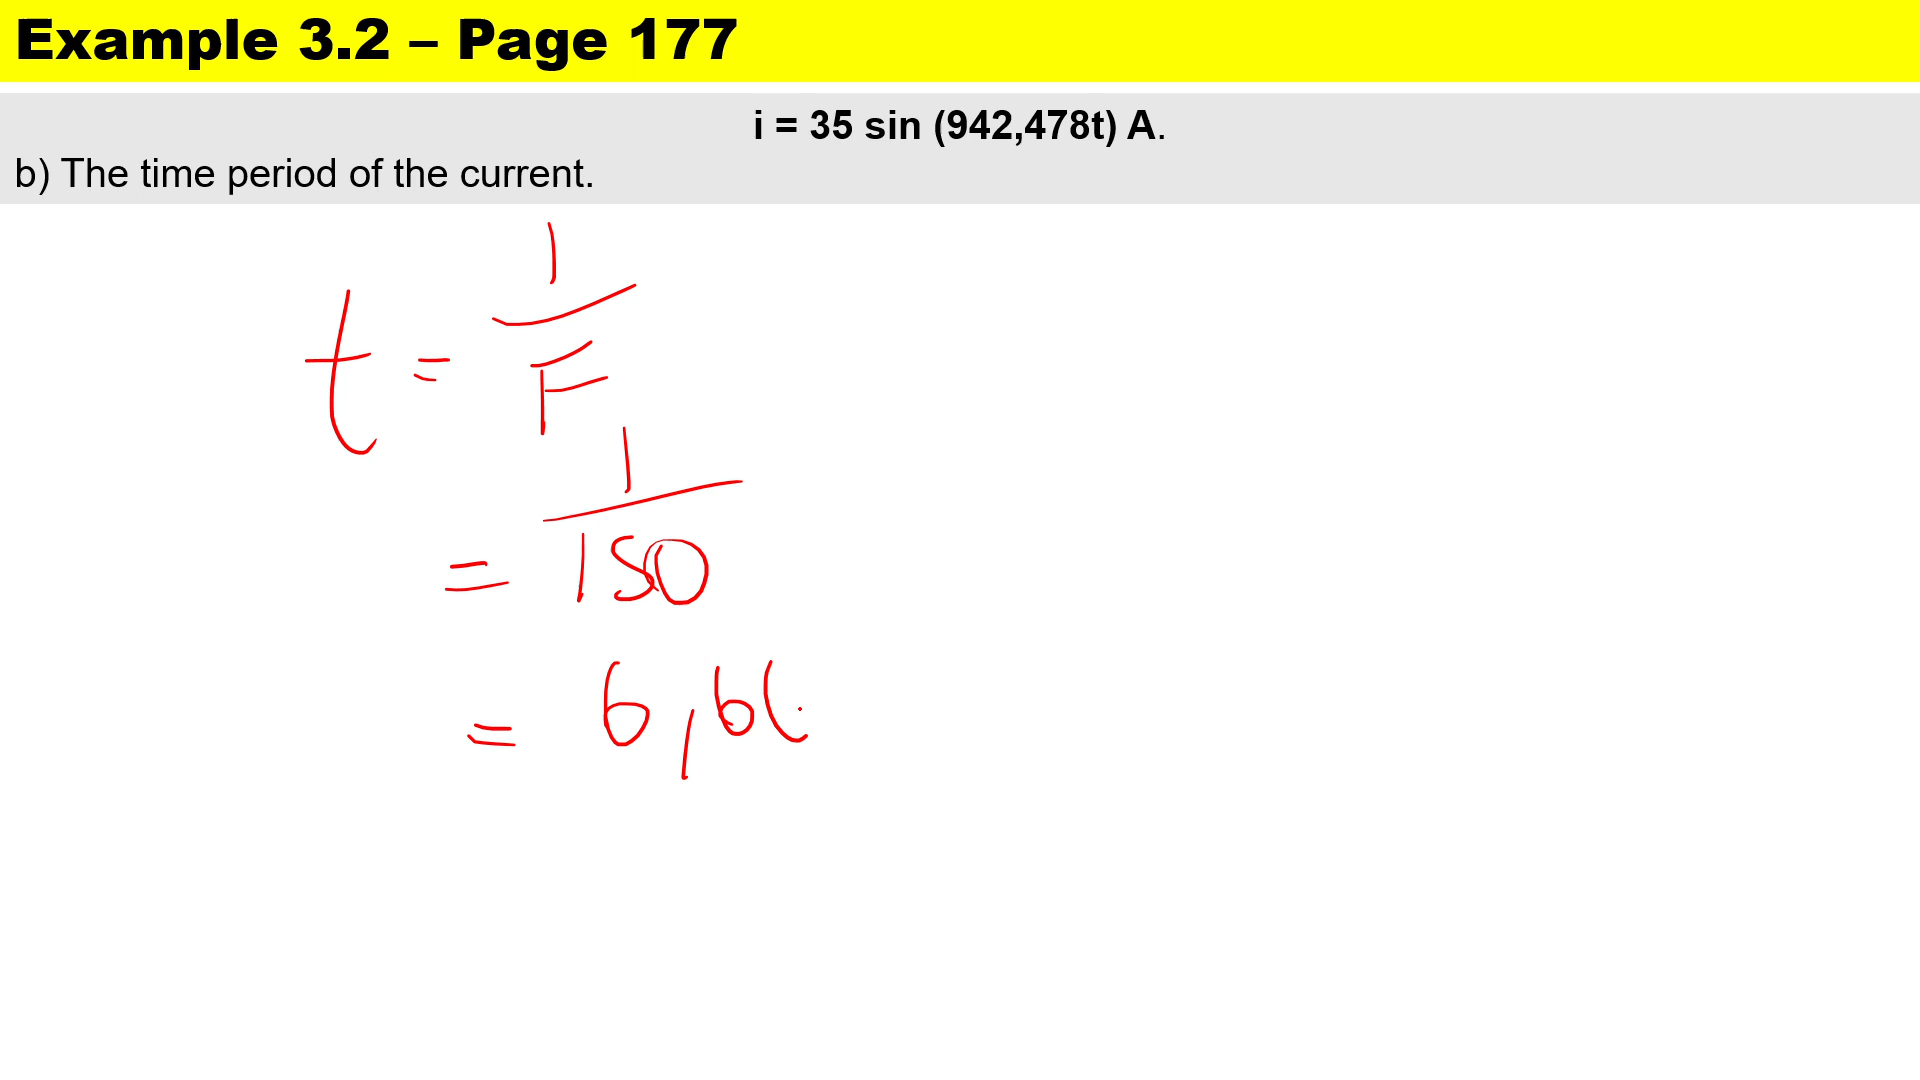 Example 3.2 – Page 177
i = 35 sin (942,478t) A.
b) The time period of the current.
t = 1/F
= 1/150
= 6,6